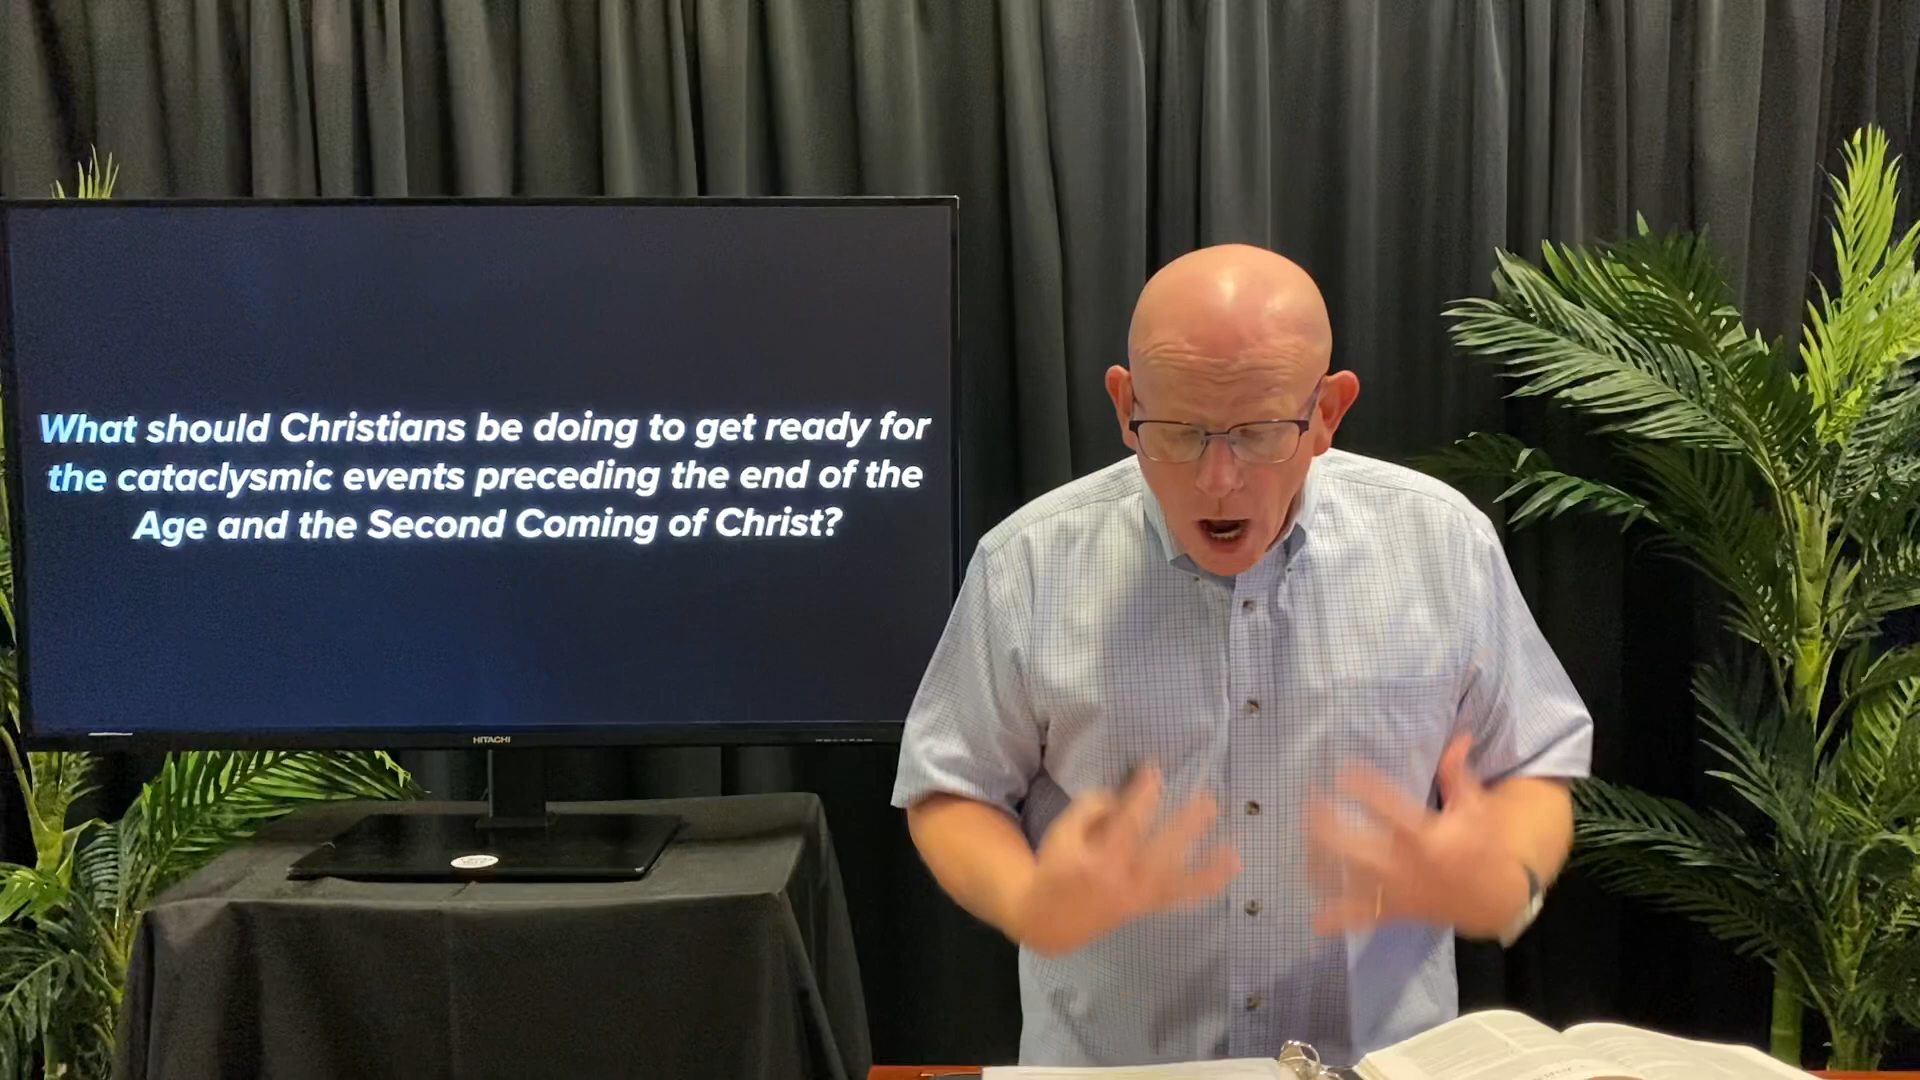 What should Christians be doing to get ready for
the cataclysmic events preceding the end of the
Age and the Second Coming of Christ?
HITACHI